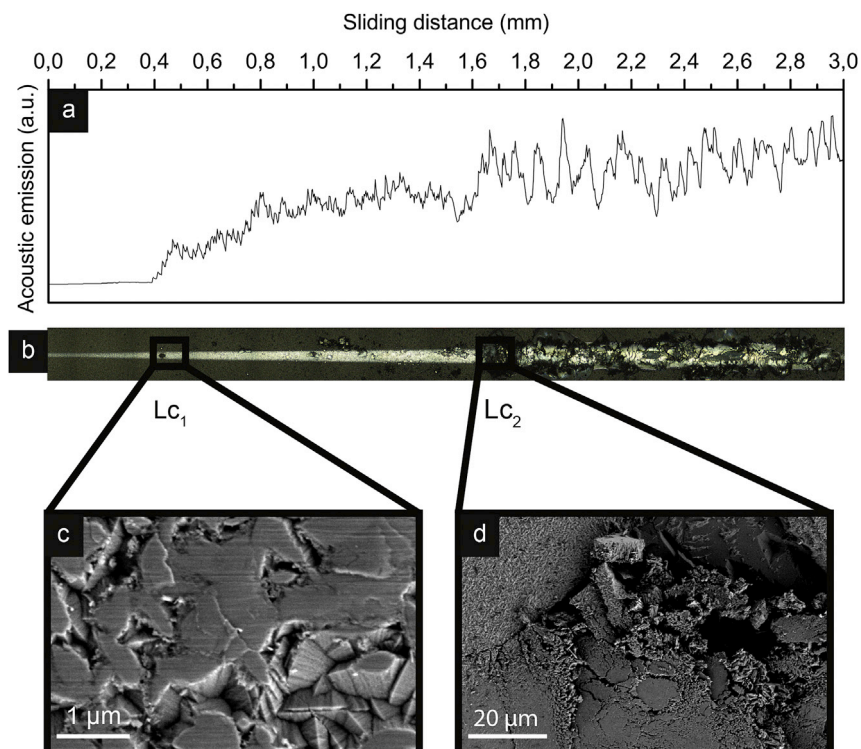 Sliding distance (mm)
0,0 0,2 0,4 0,6 0,8 1,0 1,2 1,4 1,6 1,8 2,0 2,2 2,4 2,6 2,8 3,0
a
Acoustic emission (a.u.)
b
Lc₁
Lc₂
c
d
1 µm
20 µm